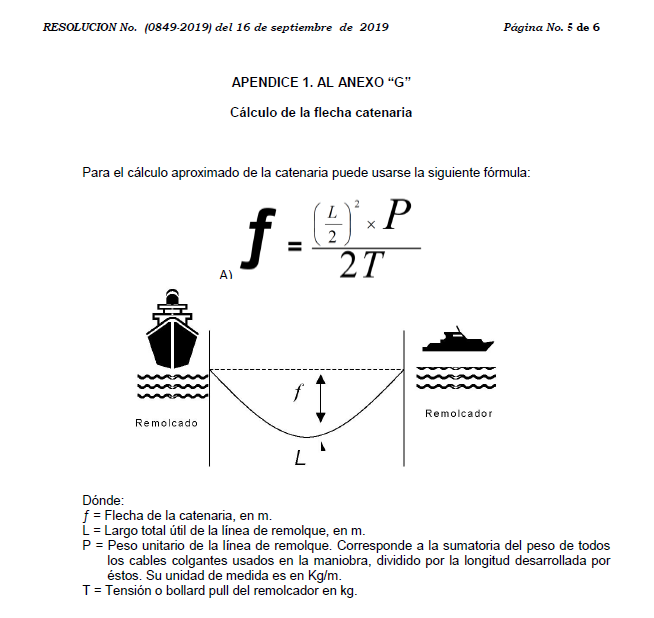 RESOLUCION No. (0849-2019) del 16 de septiembre de 2019 Página No. 5 de 6
APENDICE 1. AL ANEXO “G”
Cálculo de la flecha catenaria
Para el cálculo aproximado de la catenaria puede usarse la siguiente fórmula:
A) ƒ = ((L/2)² × P) / 2T
f
Remolcado
Remolcador
L
Dónde:
ƒ = Flecha de la catenaria, en m.
L = Largo total útil de la línea de remolque, en m.
P = Peso unitario de la línea de remolque. Corresponde a la sumatoria del peso de todos
los cables colgantes usados en la maniobra, dividido por la longitud desarrollada por
éstos. Su unidad de medida es en Kg/m.
T = Tensión o bollard pull del remolcador en kg.